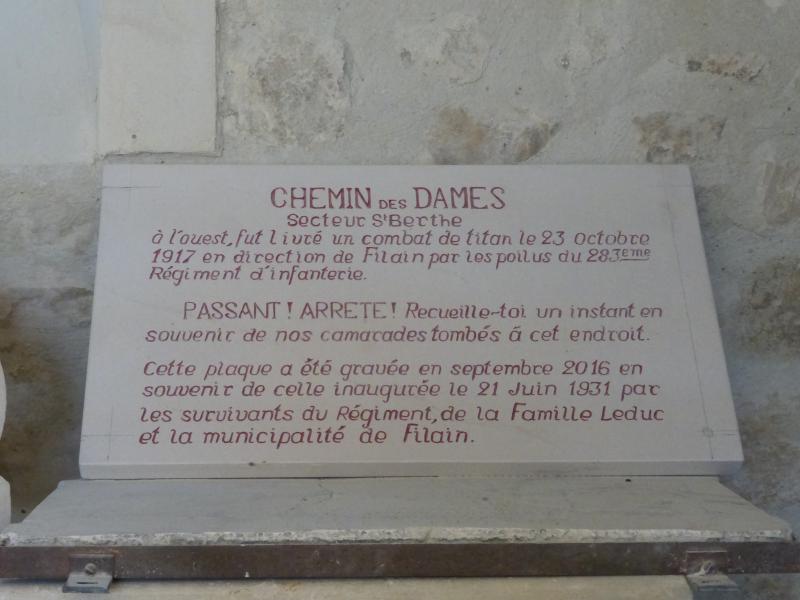 CHEMIN DES DAMES
Secteur St Berthe
à l'ouest, fut livré un combat de titan le 23 Octobre
1917 en direction de Filain par les poilus du 283eme
Régiment d'infanterie.
PASSANT ! ARRETE ! Recueille-toi un instant en
souvenir de nos camarades tombés á cet endroit.
Cette plaque a été gravée en septembre 2016 en
souvenir de celle inaugurée le 21 Juin 1931 par
les survivants du Régiment, de la Famille Leduc
et la municipalité de Filain.